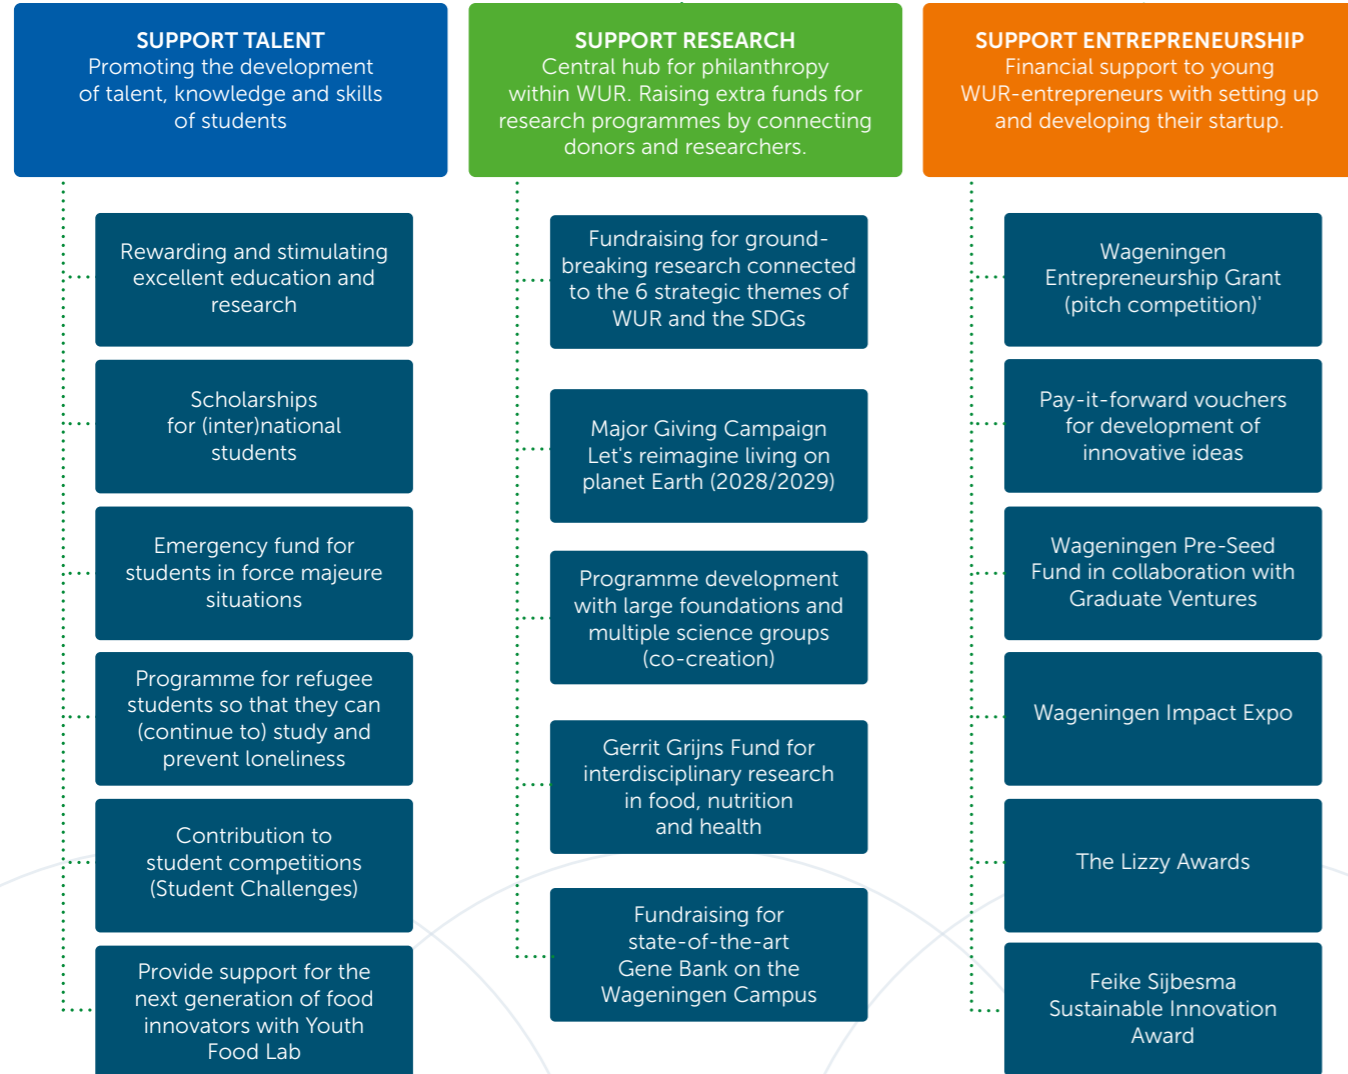 SUPPORT TALENT
Promoting the development
of talent, knowledge and skills
of students
Rewarding and stimulating
excellent education and
research
Scholarships
for (inter)national
students
Emergency fund for
students in force majeure
situations
Programme for refugee
students so that they can
(continue to) study and
prevent loneliness
Contribution to
student competitions
(Student Challenges)
Provide support for the
next generation of food
innovators with Youth
Food Lab
SUPPORT RESEARCH
Central hub for philanthropy
within WUR. Raising extra funds for
research programmes by connecting
donors and researchers.
Fundraising for ground-
breaking research connected
to the 6 strategic themes of
WUR and the SDGs
Major Giving Campaign
Let's reimagine living on
planet Earth (2028/2029)
Programme development
with large foundations and
multiple science groups
(co-creation)
Gerrit Grijns Fund for
interdisciplinary research
in food, nutrition
and health
Fundraising for
state-of-the-art
Gene Bank on the
Wageningen Campus
SUPPORT ENTREPRENEURSHIP
Financial support to young
WUR-entrepreneurs with setting up
and developing their startup.
Wageningen
Entrepreneurship Grant
(pitch competition)'
Pay-it-forward vouchers
for development of
innovative ideas
Wageningen Pre-Seed
Fund in collaboration with
Graduate Ventures
Wageningen Impact Expo
The Lizzy Awards
Feike Sijbesma
Sustainable Innovation
Award